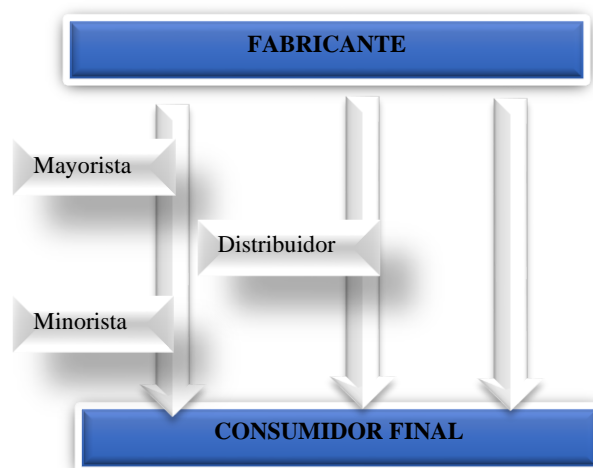 FABRICANTE
Mayorista
Distribuidor
Minorista
CONSUMIDOR FINAL